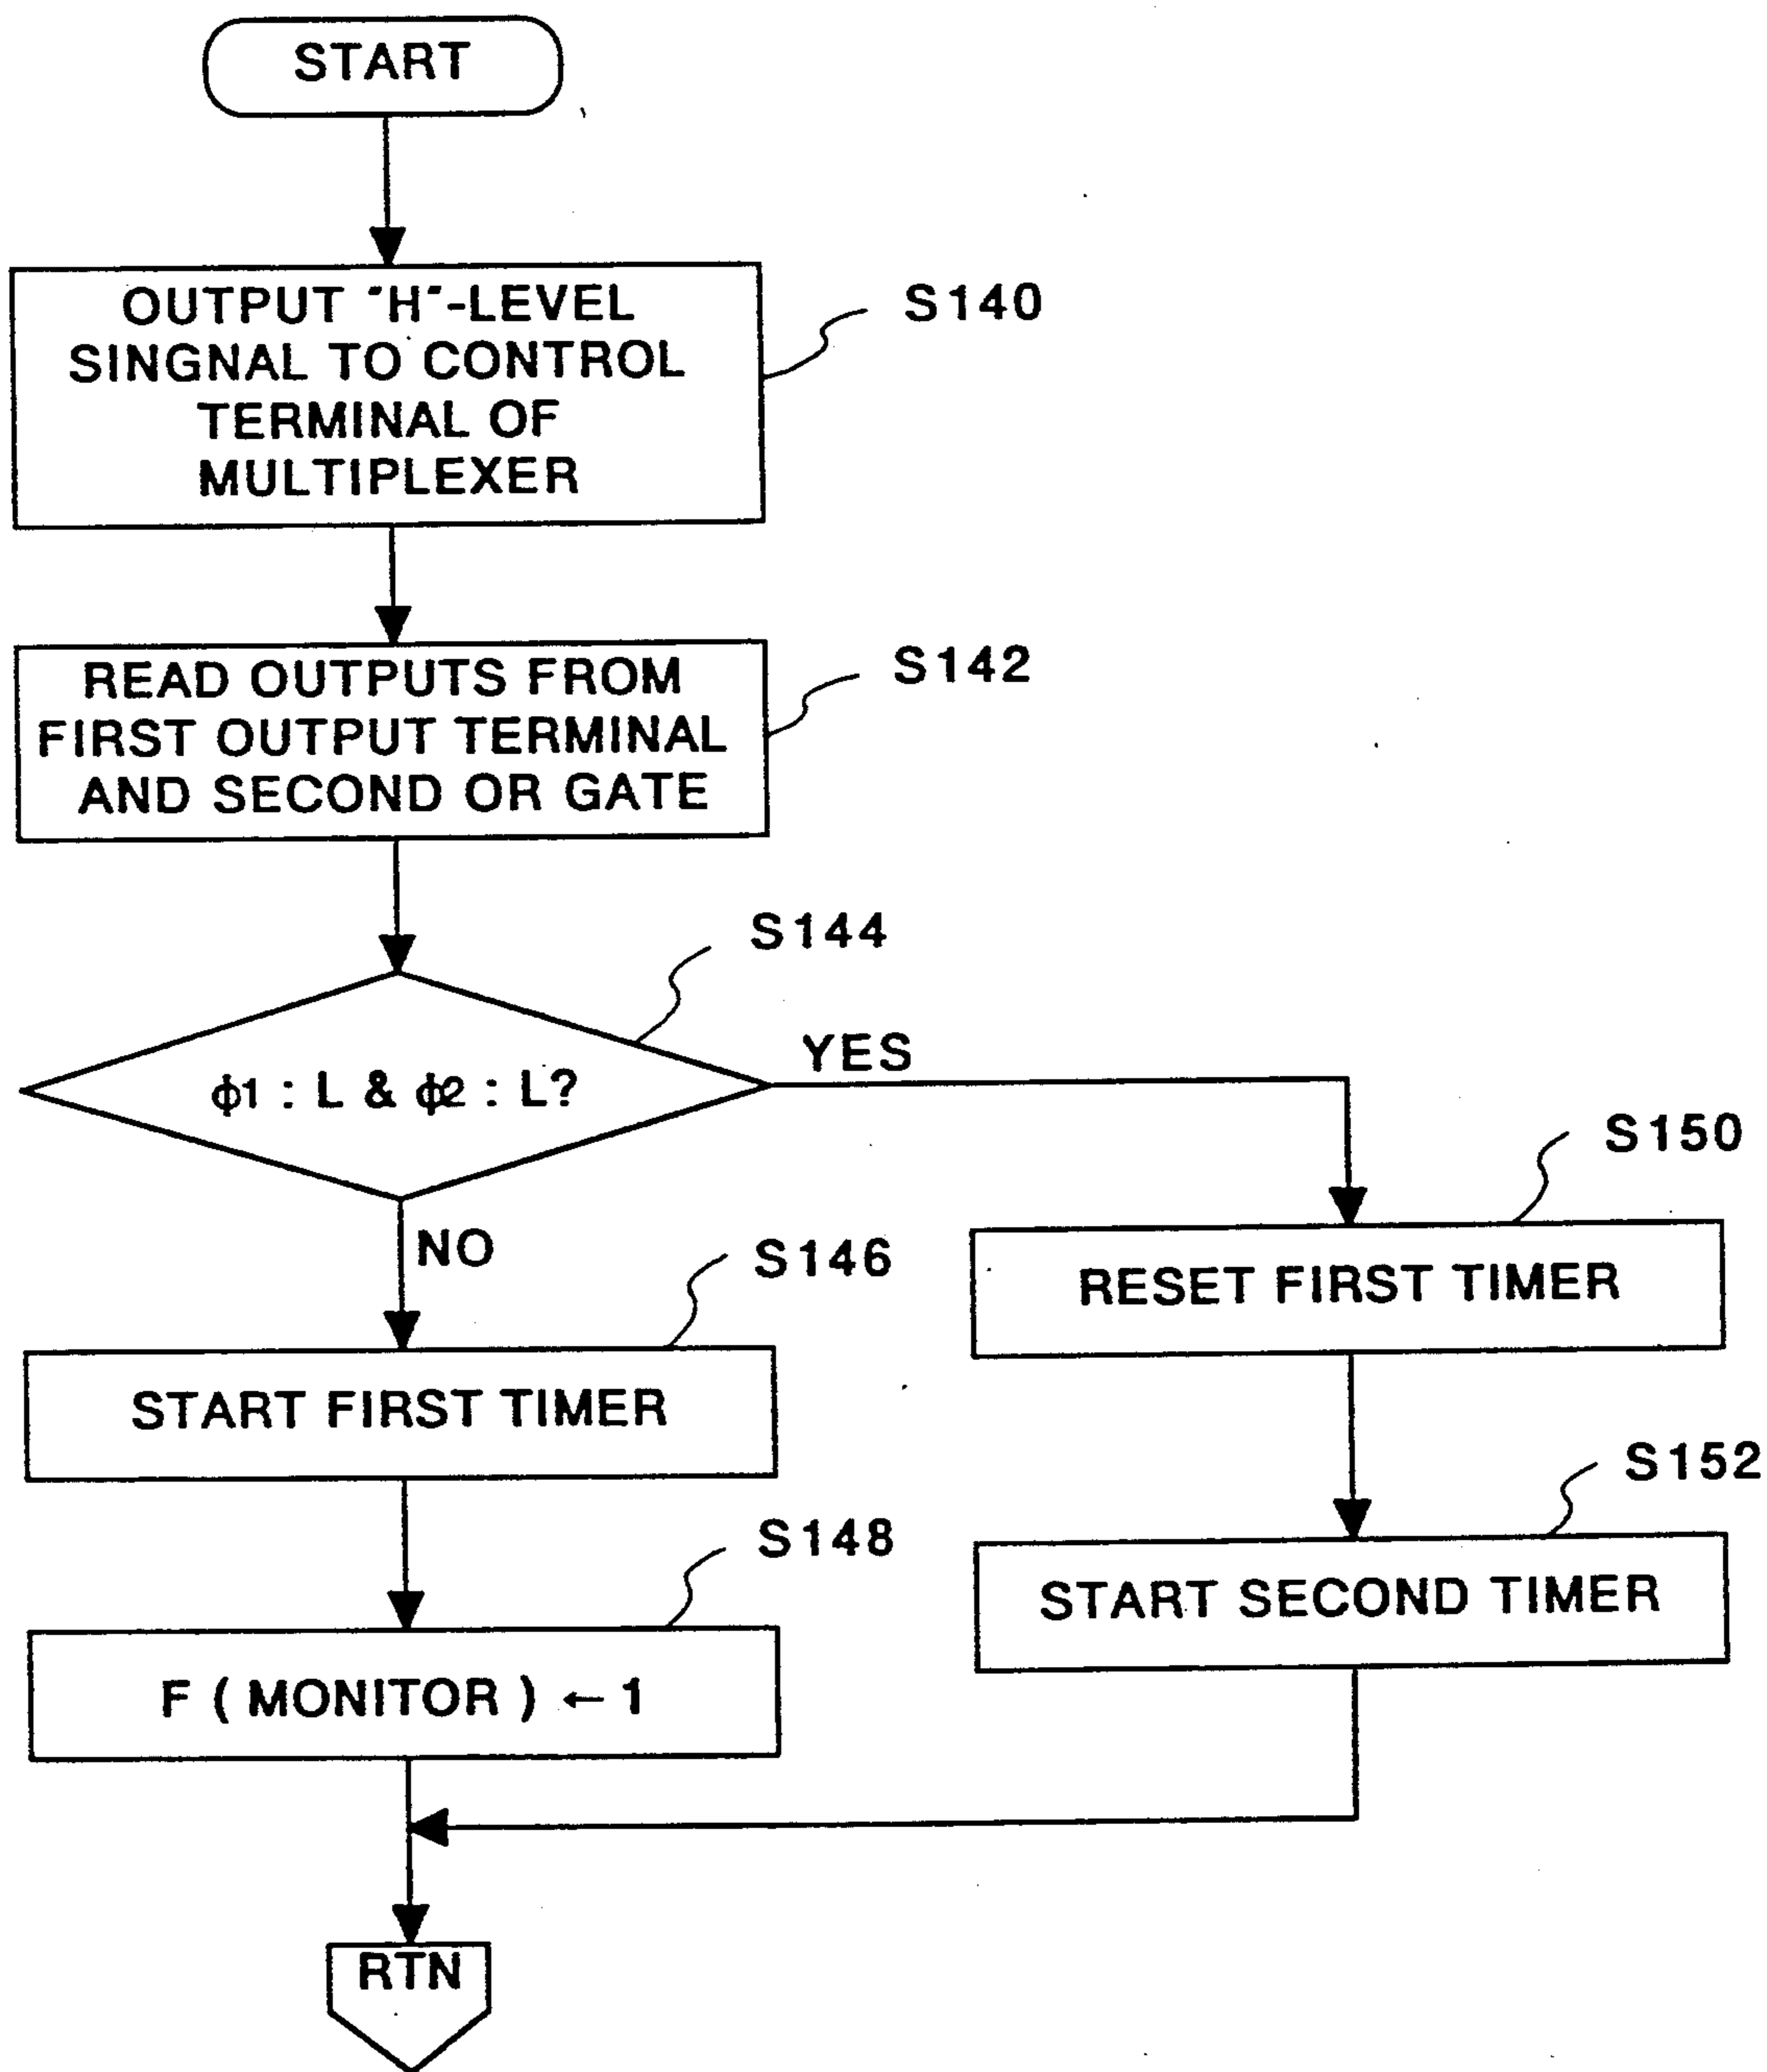 START
OUTPUT "H"-LEVEL
SINGNAL TO CONTROL
TERMINAL OF
MULTIPLEXER
S140
READ OUTPUTS FROM
FIRST OUTPUT TERMINAL
AND SECOND OR GATE
S142
S144
φ1 : L & φ2 : L?
YES
NO
S146
START FIRST TIMER
S148
F ( MONITOR ) ← 1
S150
RESET FIRST TIMER
S152
START SECOND TIMER
RTN